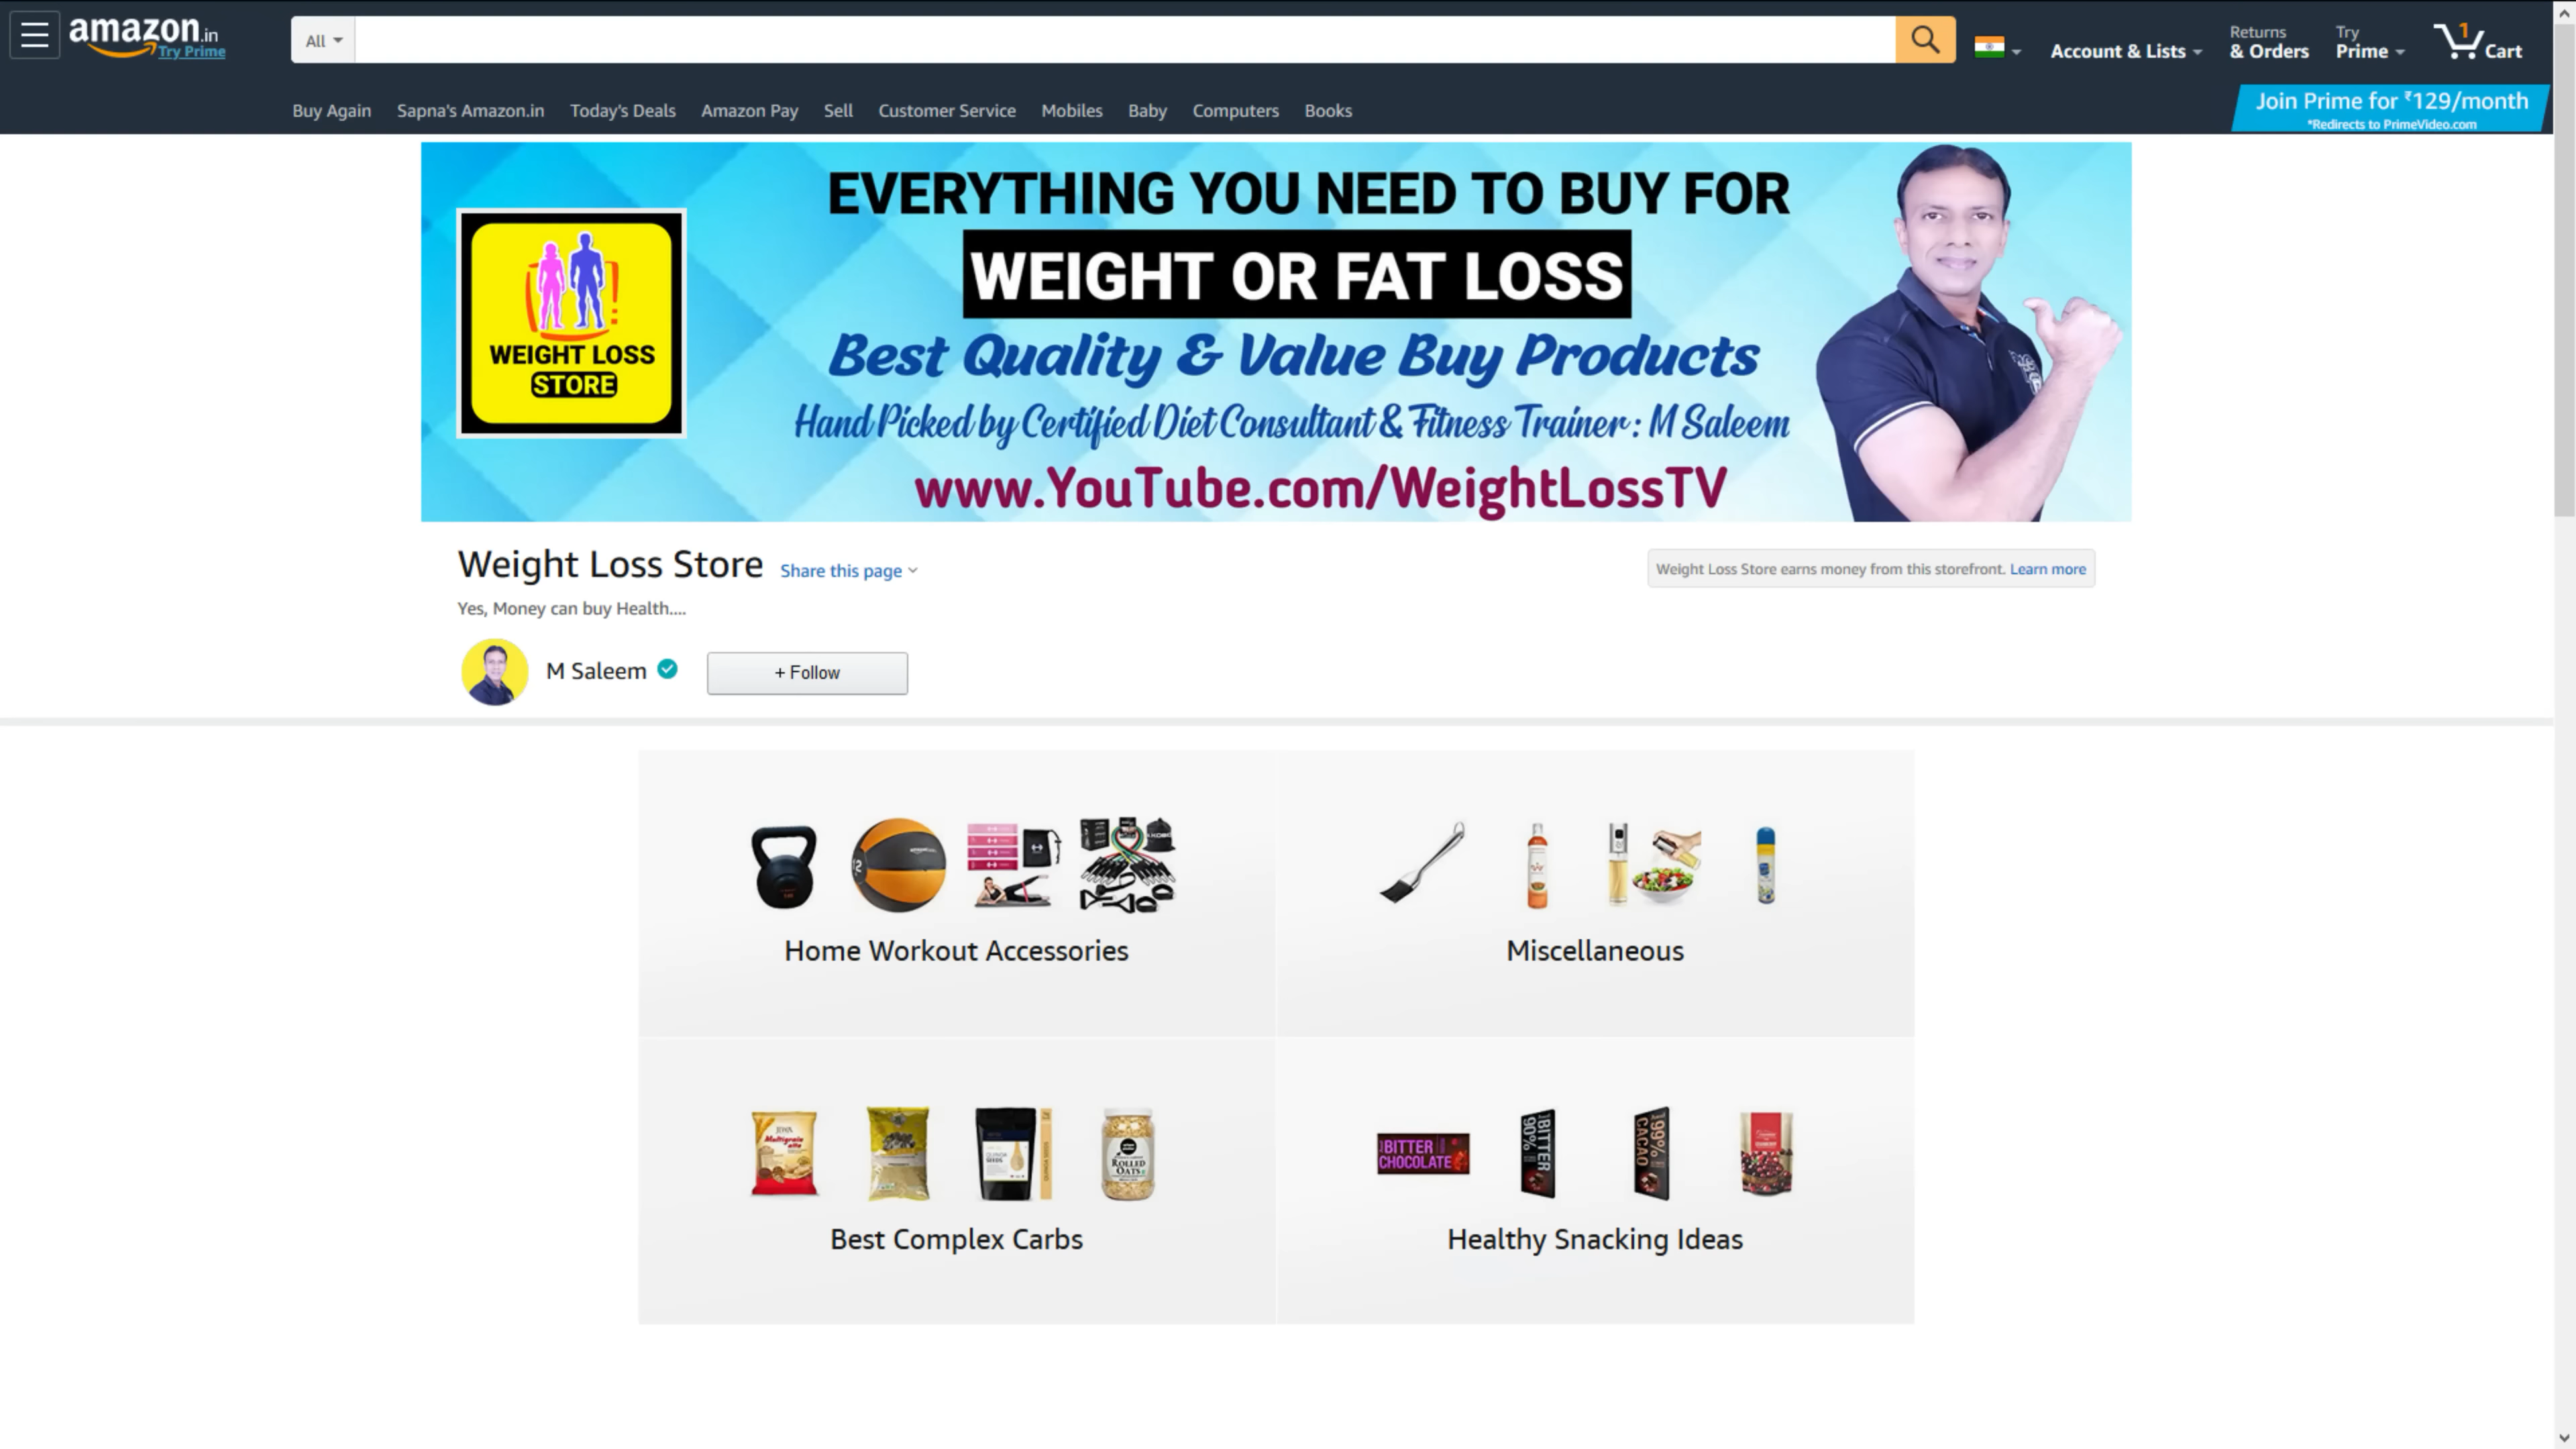 amazon.in
Try Prime
All
Account & Lists
Returns
& Orders
Try
Prime
1
Cart
Buy Again
Sapna's Amazon.in
Today's Deals
Amazon Pay
Sell
Customer Service
Mobiles
Baby
Computers
Books
Join Prime for ₹129/month
*Redirects to PrimeVideo.com
WEIGHT LOSS
STORE
EVERYTHING YOU NEED TO BUY FOR
WEIGHT OR FAT LOSS
Best Quality & Value Buy Products
Hand Picked by Certified Diet Consultant & Fitness Trainer: M Saleem
www.YouTube.com/WeightLossTV
Weight Loss Store
Share this page
Weight Loss Store earns money from this storefront. Learn more
Yes, Money can buy Health....
M Saleem
+ Follow
Home Workout Accessories
Miscellaneous
Multigrain
atta
QUINOA
SEEDS
ROLLED
OATS
BITTER
CHOCOLATE
90%
BITTER
99%
CACAO
Best Complex Carbs
Healthy Snacking Ideas